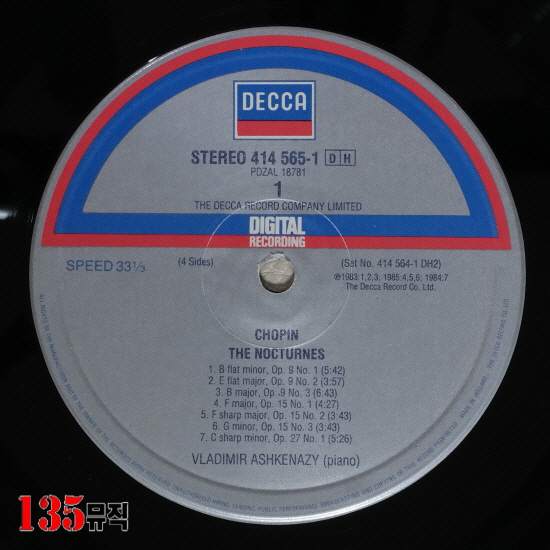 DECCA
STEREO 414 565-1 DH
PDZAL 18781
1
THE DECCA RECORD COMPANY LIMITED
DIGITAL
RECORDING
SPEED 33 1/3
(4 Sides)
(Set No. 414 564-1 DH2)
℗1983:1,2,3; 1985:4,5,6; 1984:7
The Decca Record Co. Ltd.
CHOPIN
THE NOCTURNES
1. B flat minor, Op. 9 No. 1 (5:42)
2. E flat major, Op. 9 No. 2 (3:57)
3. B major, Op. 9 No. 3 (6:43)
4. F major, Op. 15 No. 1 (4:27)
5. F sharp major, Op. 15 No. 2 (3:43)
6. G minor, Op. 15 No. 3 (3:43)
7. C sharp minor, Op. 27 No. 1 (5:26)
VLADIMIR ASHKENAZY (piano)
135뮤직